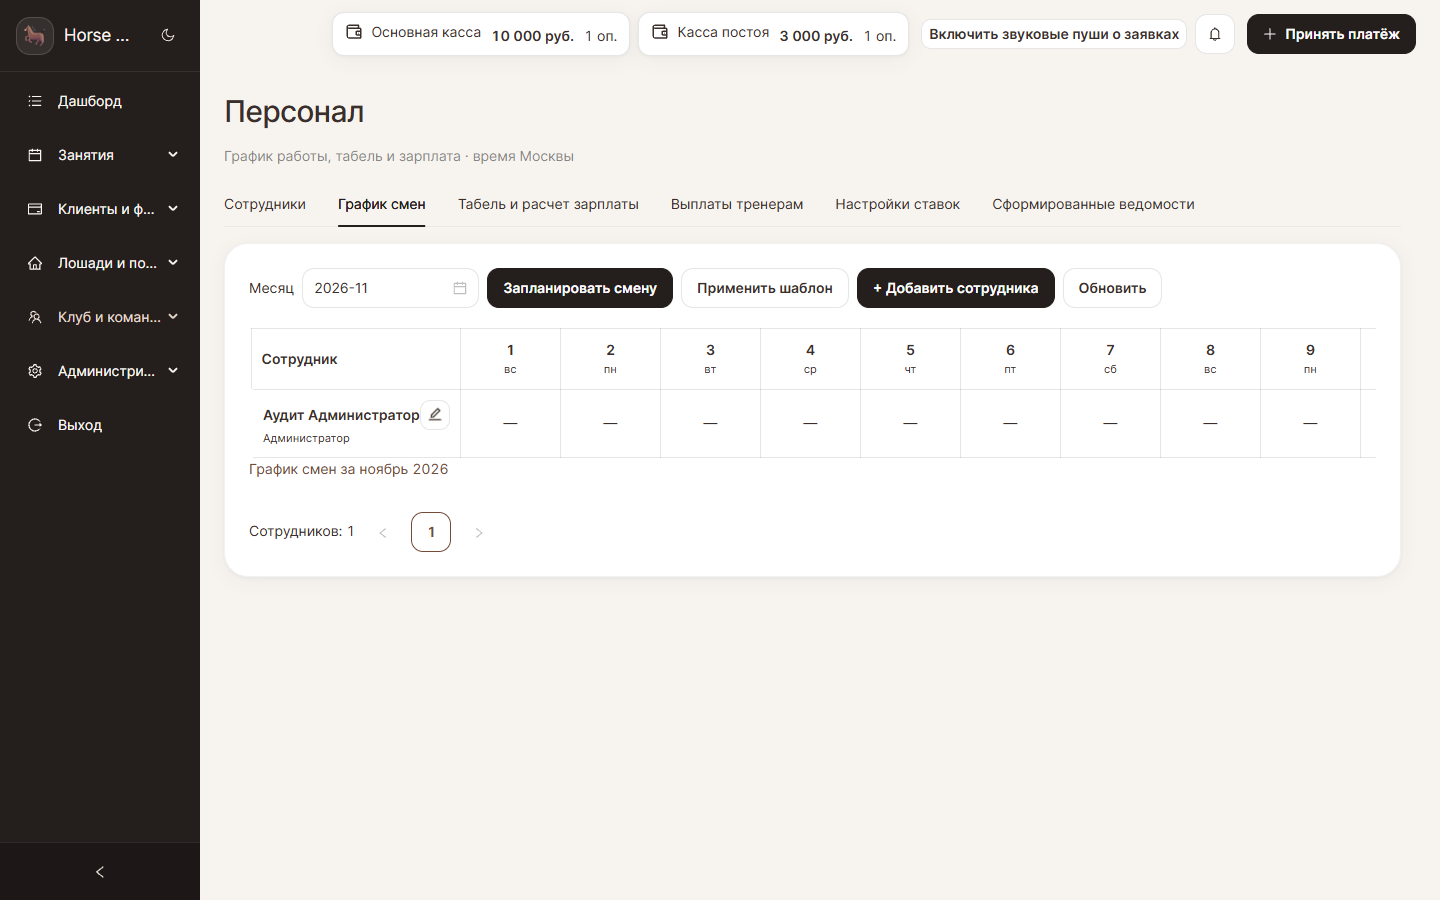 Horse ...
Основная касса 10 000 руб. 1 оп.
Касса постоя 3 000 руб. 1 оп.
Включить звуковые пуши о заявках
Принять платёж
Дашборд
Занятия
Клиенты и ф...
Лошади и по...
Клуб и коман...
Администри...
Выход
Персонал
График работы, табель и зарплата · время Москвы
Сотрудники График смен Табель и расчет зарплаты Выплаты тренерам Настройки ставок Сформированные ведомости
Месяц 2026-11 Запланировать смену Применить шаблон + Добавить сотрудника Обновить
Сотрудник
1 2 3 4 5 6 7 8 9
вс пн вт ср чт пт сб вс пн
Аудит Администратор
Администратор
— — — — — — — — —
График смен за ноябрь 2026
Сотрудников: 1 < 1 >